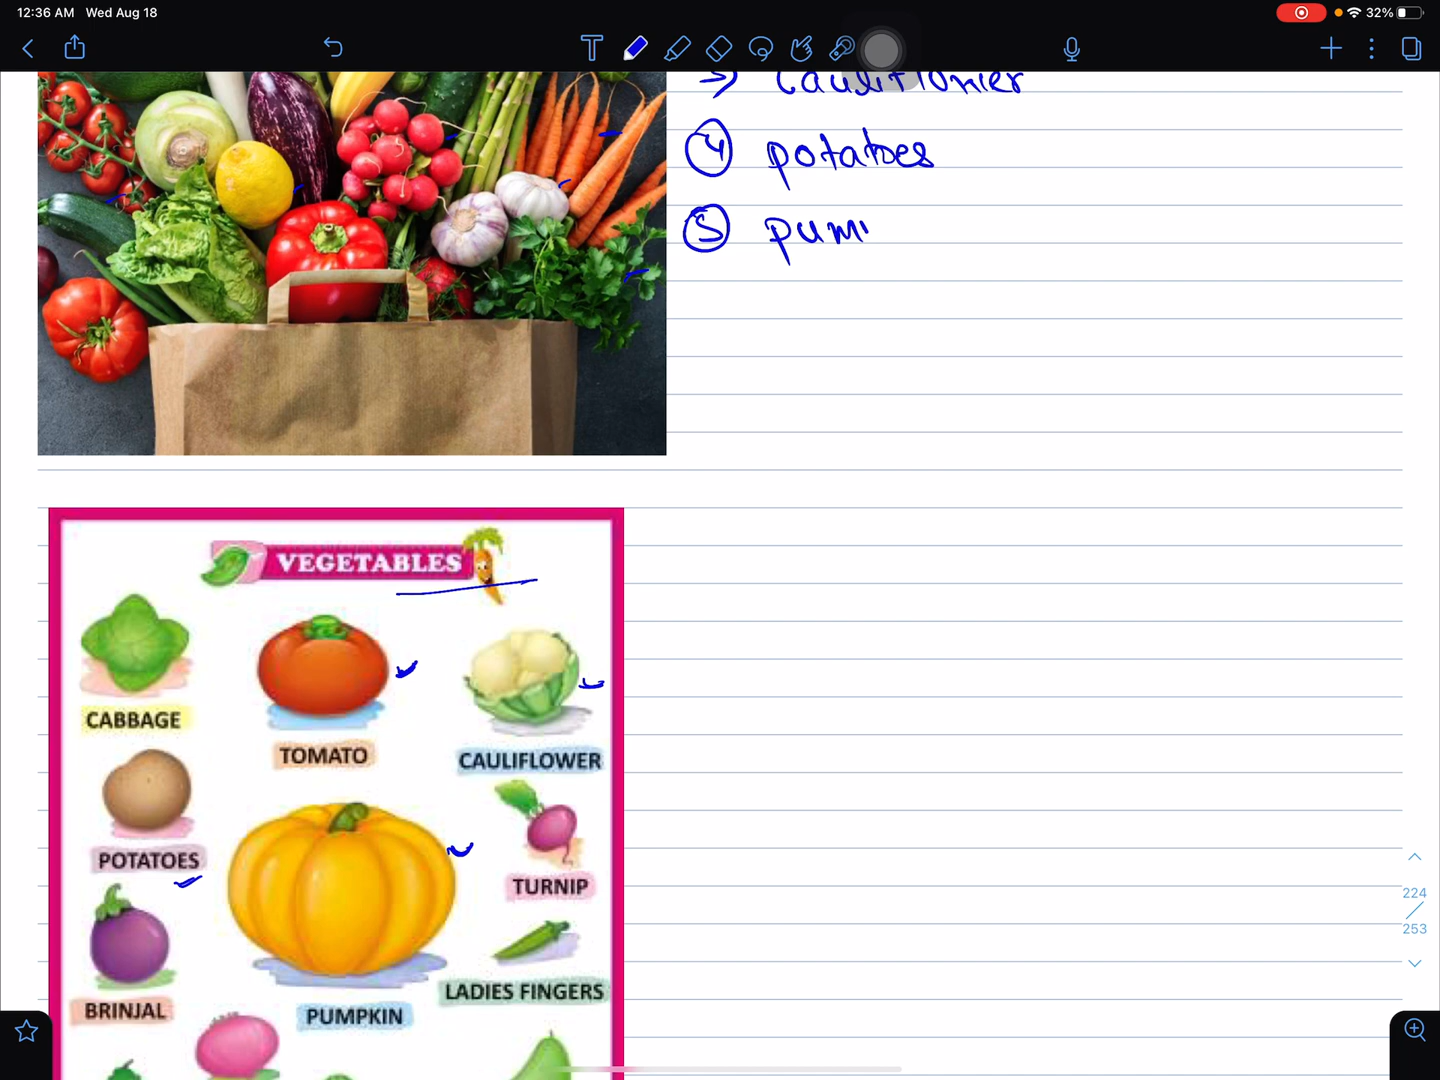 12:36 AM Wed Aug 18
32%
④ potatoes
⑤ pum
VEGETABLES
CABBAGE
TOMATO
CAULIFLOWER
POTATOES
TURNIP
BRINJAL
PUMPKIN
LADIES FINGERS
224
253